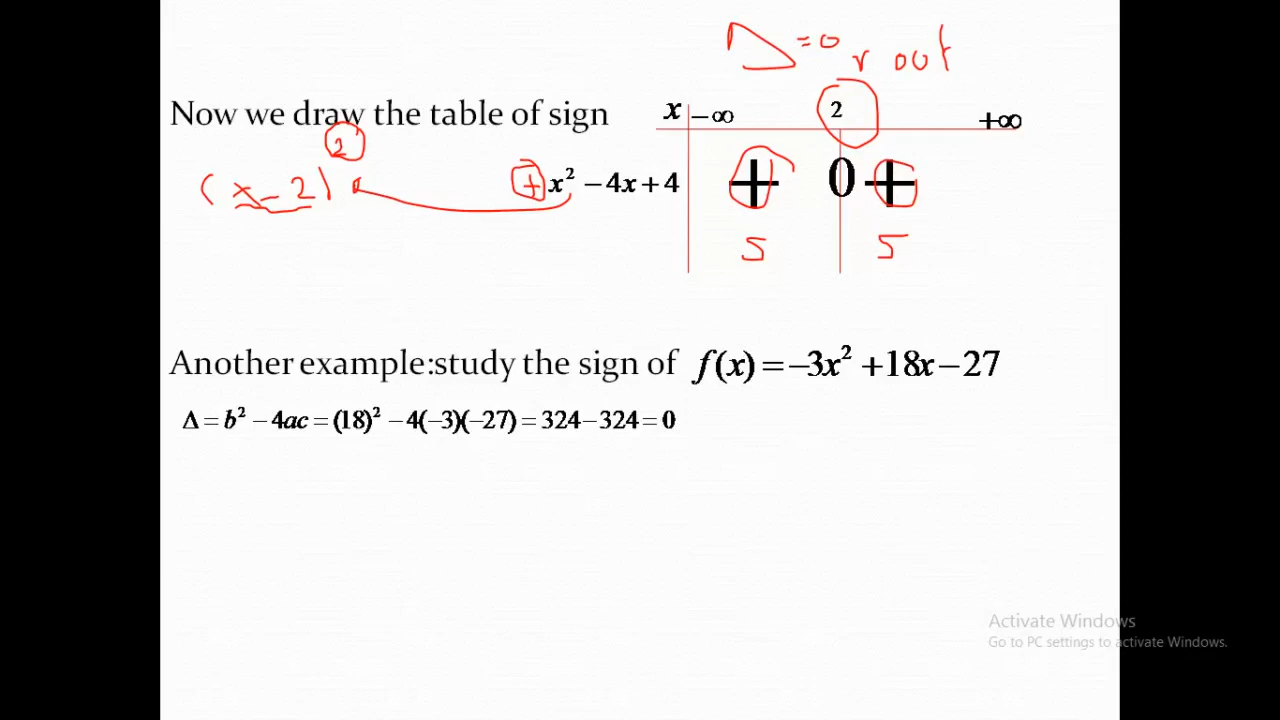 Δ=0 r out
Now we draw the table of sign
x -∞ 2 +∞
(x-2)²
+x² - 4x + 4 + 0 +
S S
Another example:study the sign of f(x) = -3x² + 18x - 27
Δ = b² - 4ac = (18)² - 4(-3)(-27) = 324 - 324 = 0
Activate Windows
Go to PC settings to activate Windows.